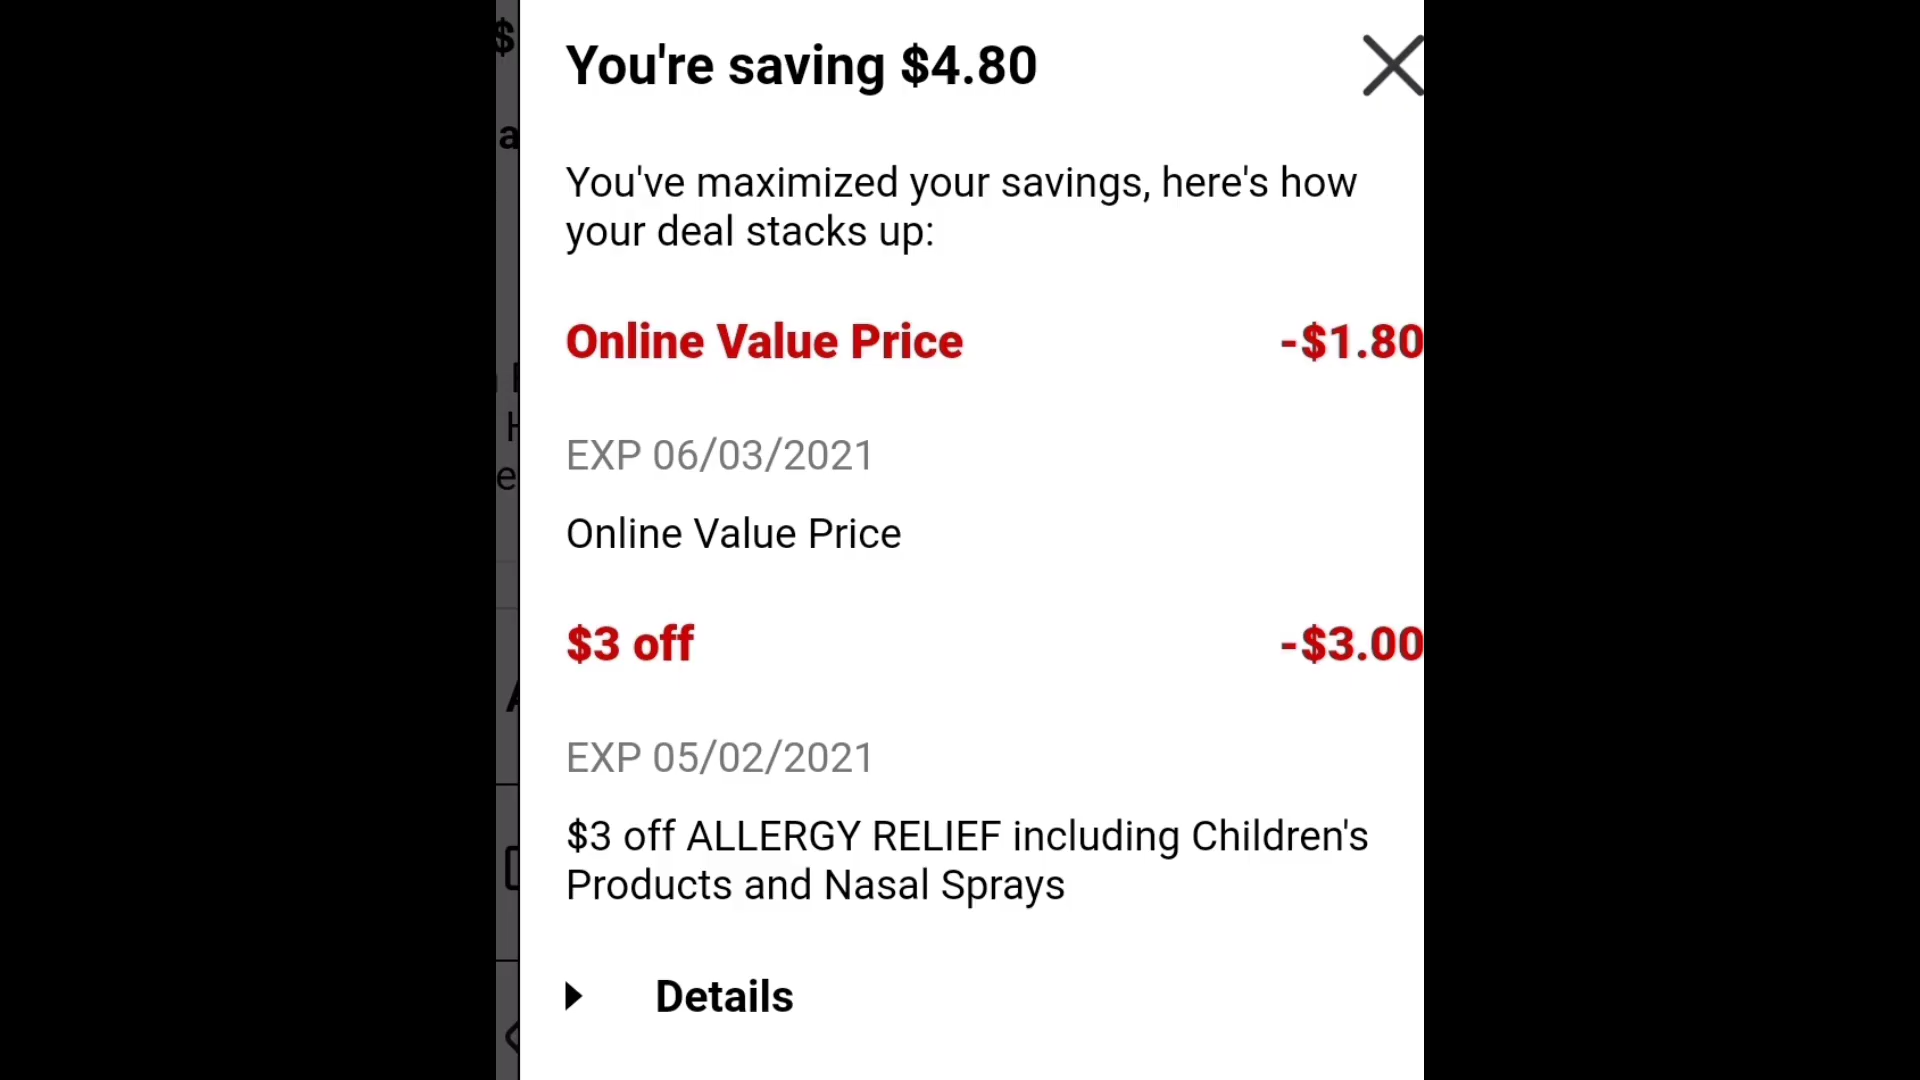 You're saving $4.80
You've maximized your savings, here's how
your deal stacks up:
Online Value Price -$1.80
EXP 06/03/2021
Online Value Price
$3 off -$3.00
EXP 05/02/2021
$3 off ALLERGY RELIEF including Children's
Products and Nasal Sprays
Details